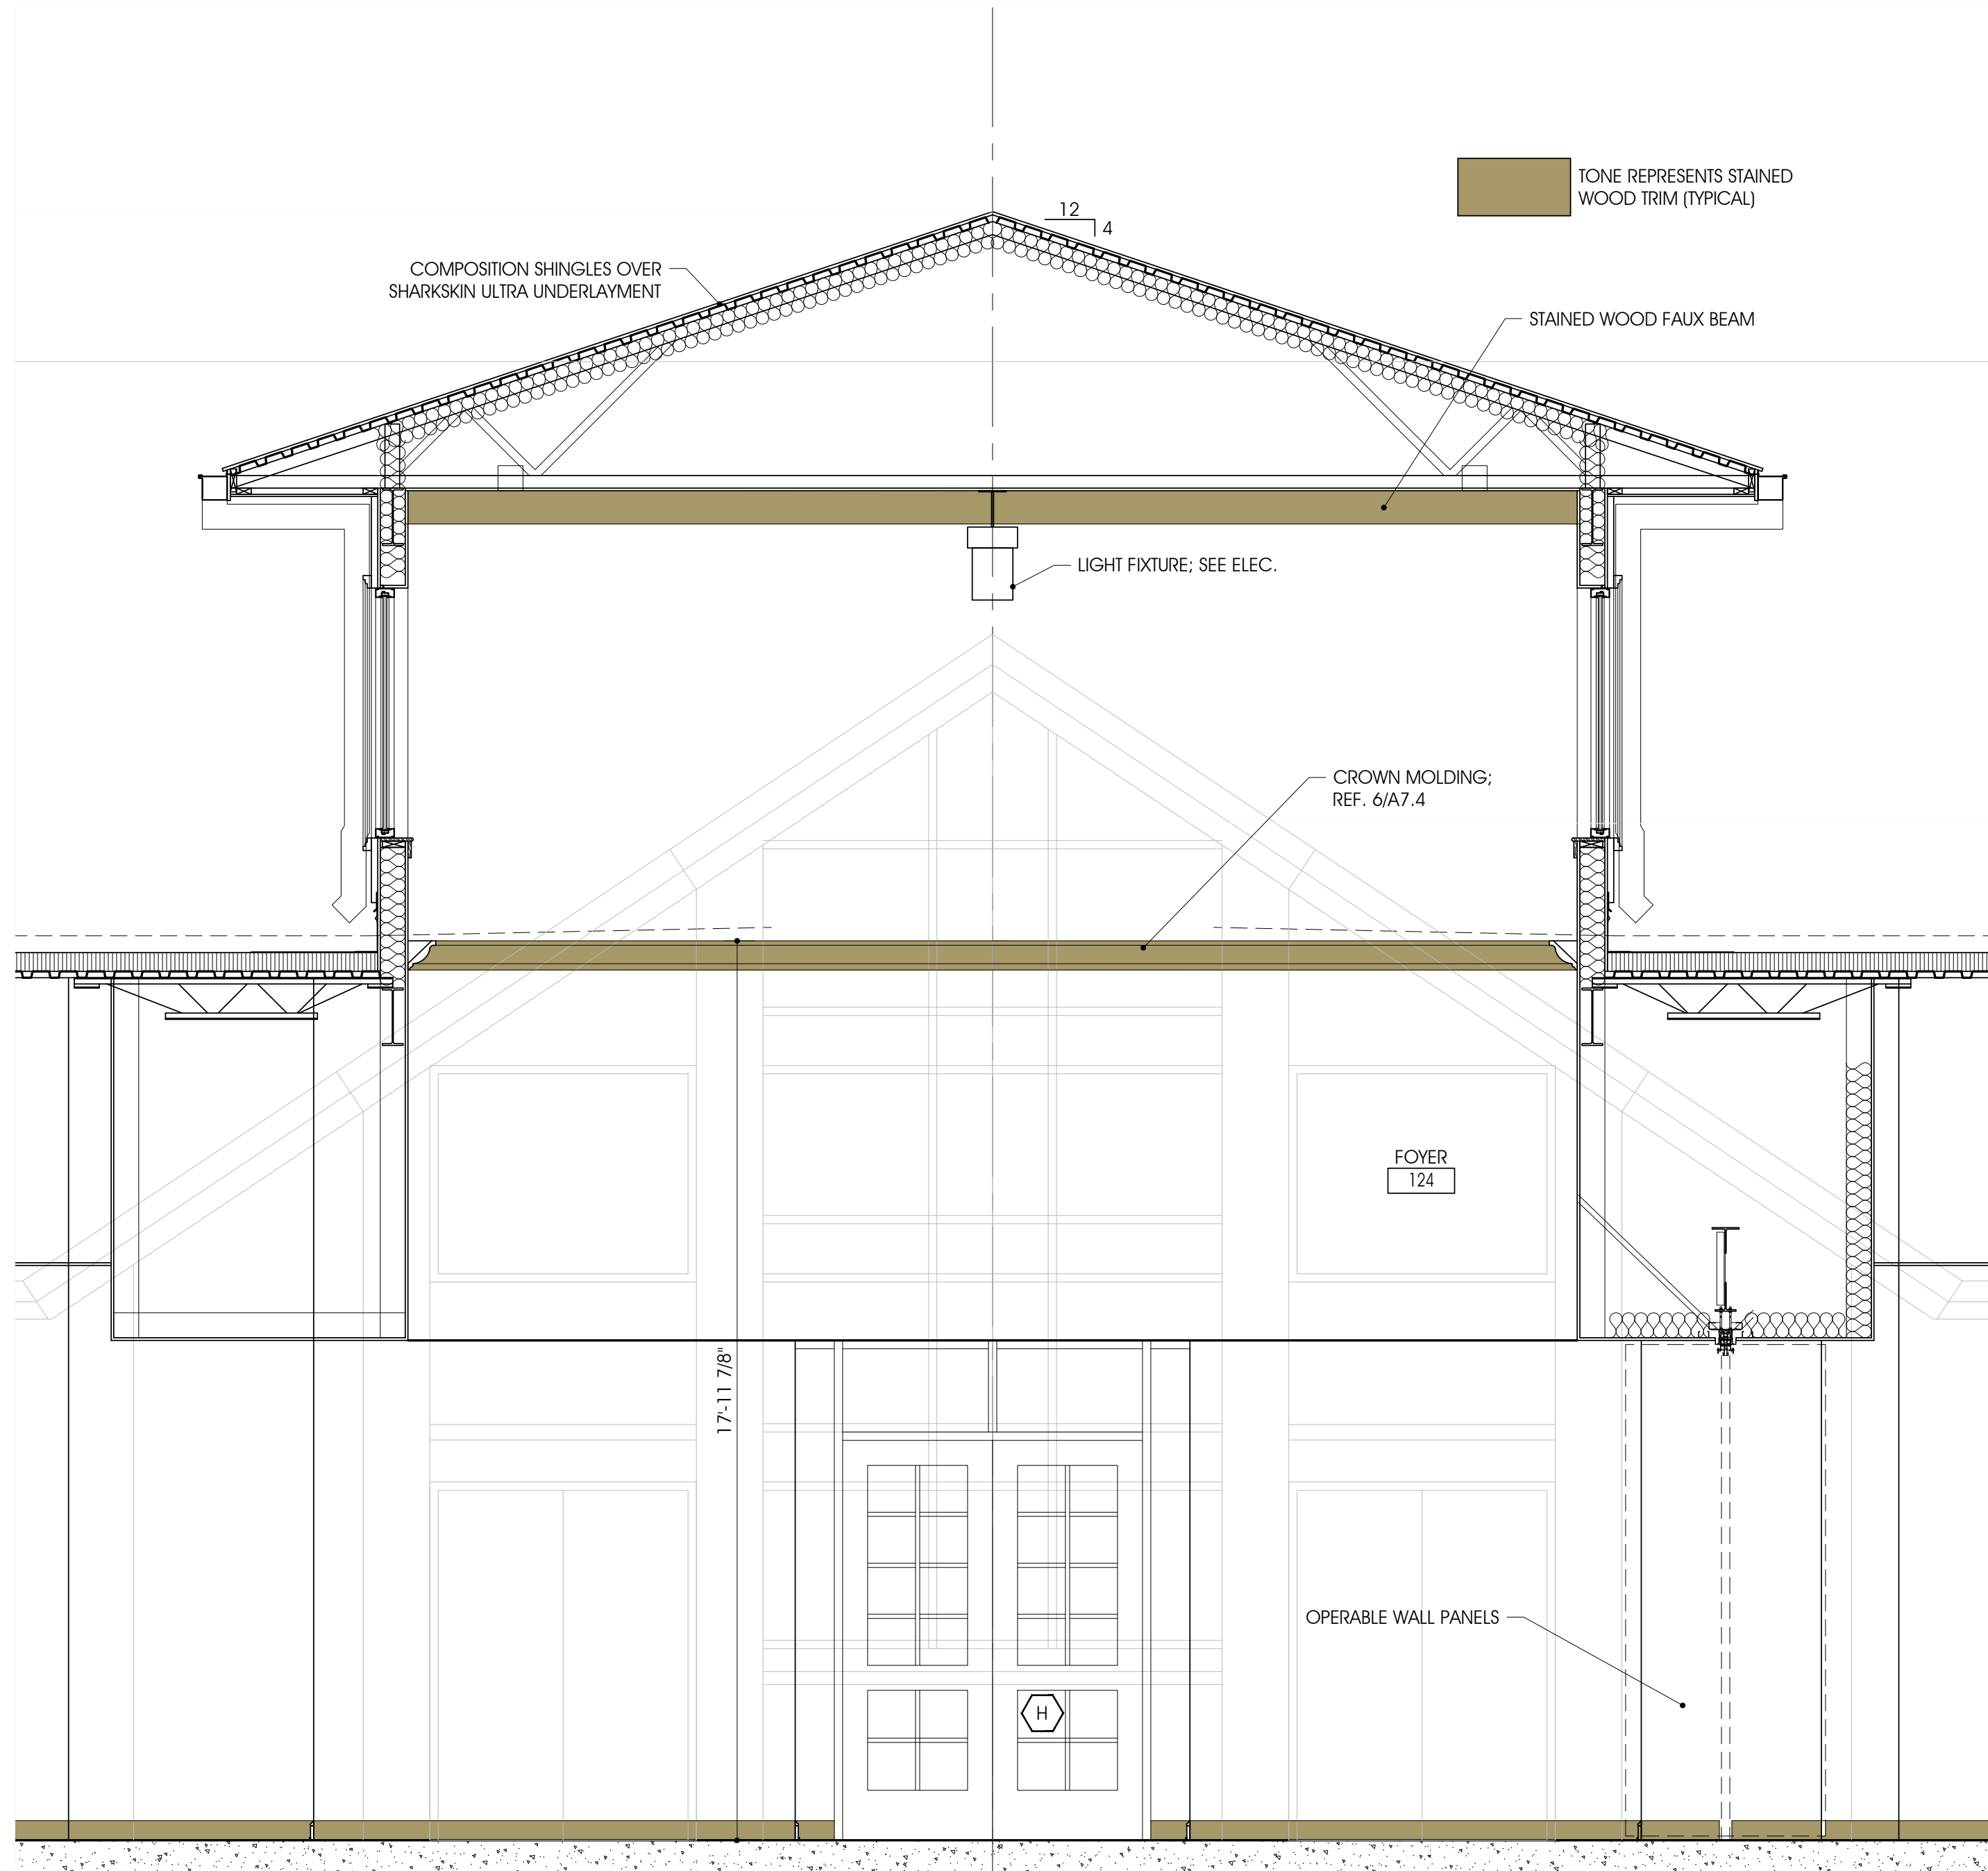 TONE REPRESENTS STAINED
WOOD TRIM (TYPICAL)
12
4
COMPOSITION SHINGLES OVER
SHARKSKIN ULTRA UNDERLAYMENT
STAINED WOOD FAUX BEAM
LIGHT FIXTURE; SEE ELEC.
CROWN MOLDING;
REF. 6/A7.4
FOYER
124
17'-11 7/8"
OPERABLE WALL PANELS
H